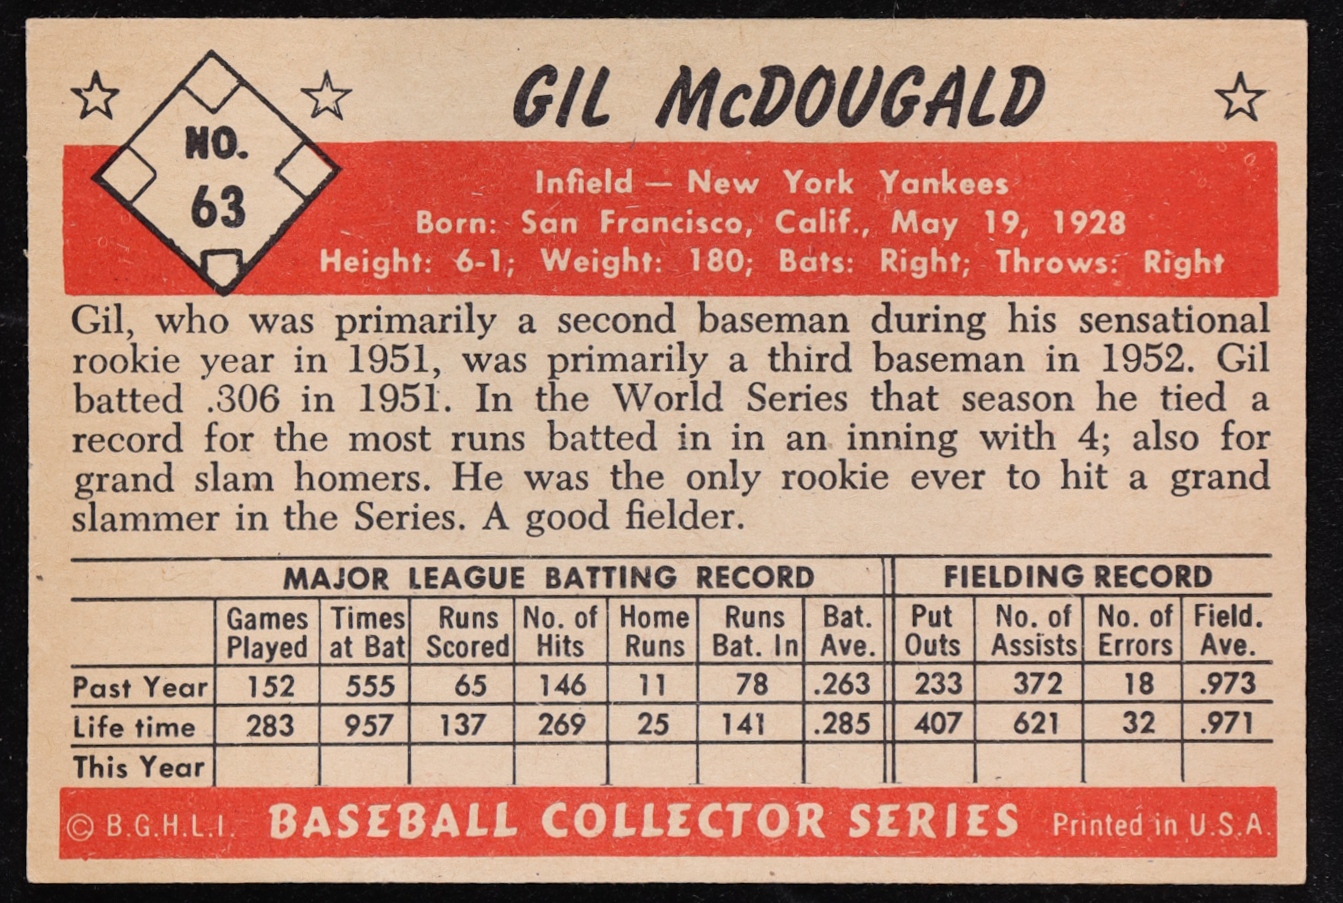 NO.
63
GIL McDOUGALD
Infield — New York Yankees
Born: San Francisco, Calif., May 19, 1928
Height: 6-1; Weight: 180; Bats: Right; Throws: Right
Gil, who was primarily a second baseman during his sensational
rookie year in 1951, was primarily a third baseman in 1952. Gil
batted .306 in 1951. In the World Series that season he tied a
record for the most runs batted in in an inning with 4; also for
grand slam homers. He was the only rookie ever to hit a grand
slammer in the Series. A good fielder.
MAJOR LEAGUE BATTING RECORD FIELDING RECORD
Games Times Runs No. of Home Runs Bat. Put No. of No. of Field.
Played at Bat Scored Hits Runs Bat. In Ave. Outs Assists Errors Ave.
Past Year 152 555 65 146 11 78 .263 233 372 18 .973
Life time 283 957 137 269 25 141 .285 407 621 32 .971
This Year
© B.G.H.L.I. BASEBALL COLLECTOR SERIES Printed in U.S.A.